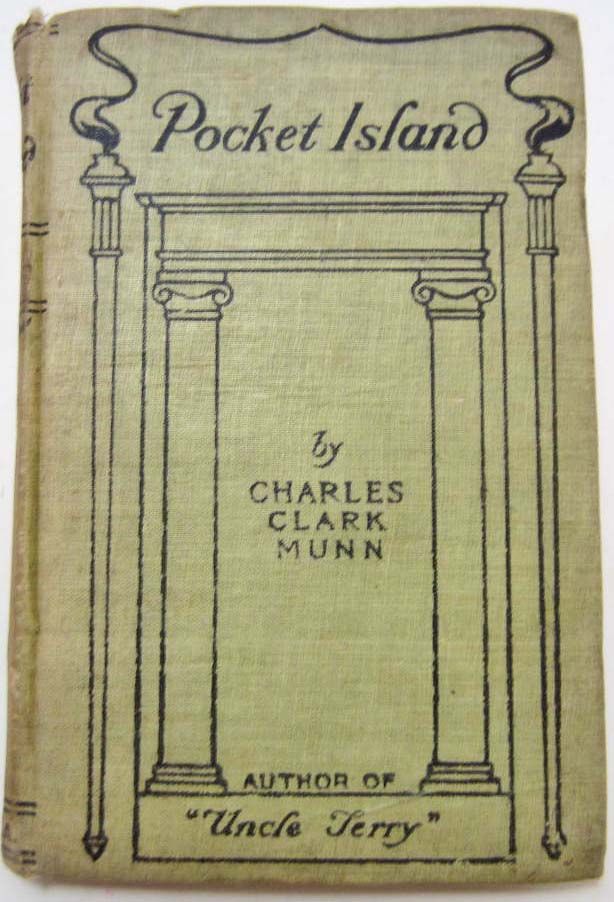 Pocket Island
by
CHARLES
CLARK
MUNN
AUTHOR OF
"Uncle Terry"